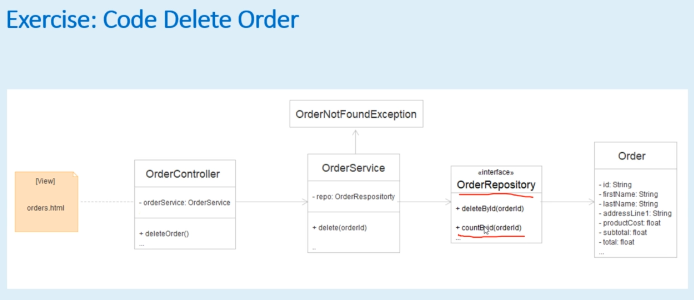 Exercise: Code Delete Order
OrderNotFoundException
[View]
orders.html
OrderController
- orderService: OrderService
+ deleteOrder()
...
OrderService
- repo: OrderRespositorty
+ delete(orderId)
...
«interface»
OrderRepository
+ deleteById(orderId)
+ countById(orderId)
...
Order
- id: String
- firstName: String
- lastName: String
- addressLine1: String
- productCost: float
- subtotal: float
- total: float
...